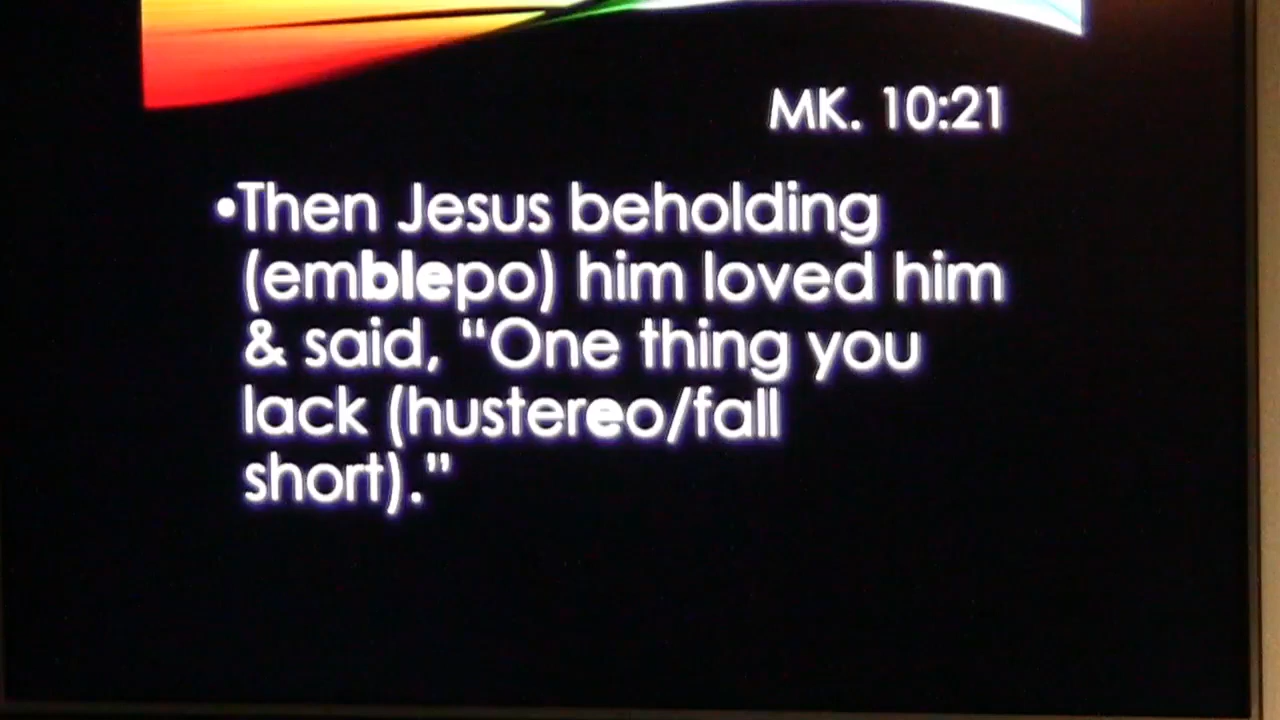 MK. 10:21
•Then Jesus beholding
(emblepo) him loved him
& said, “One thing you
lack (hustereo/fall
short).”